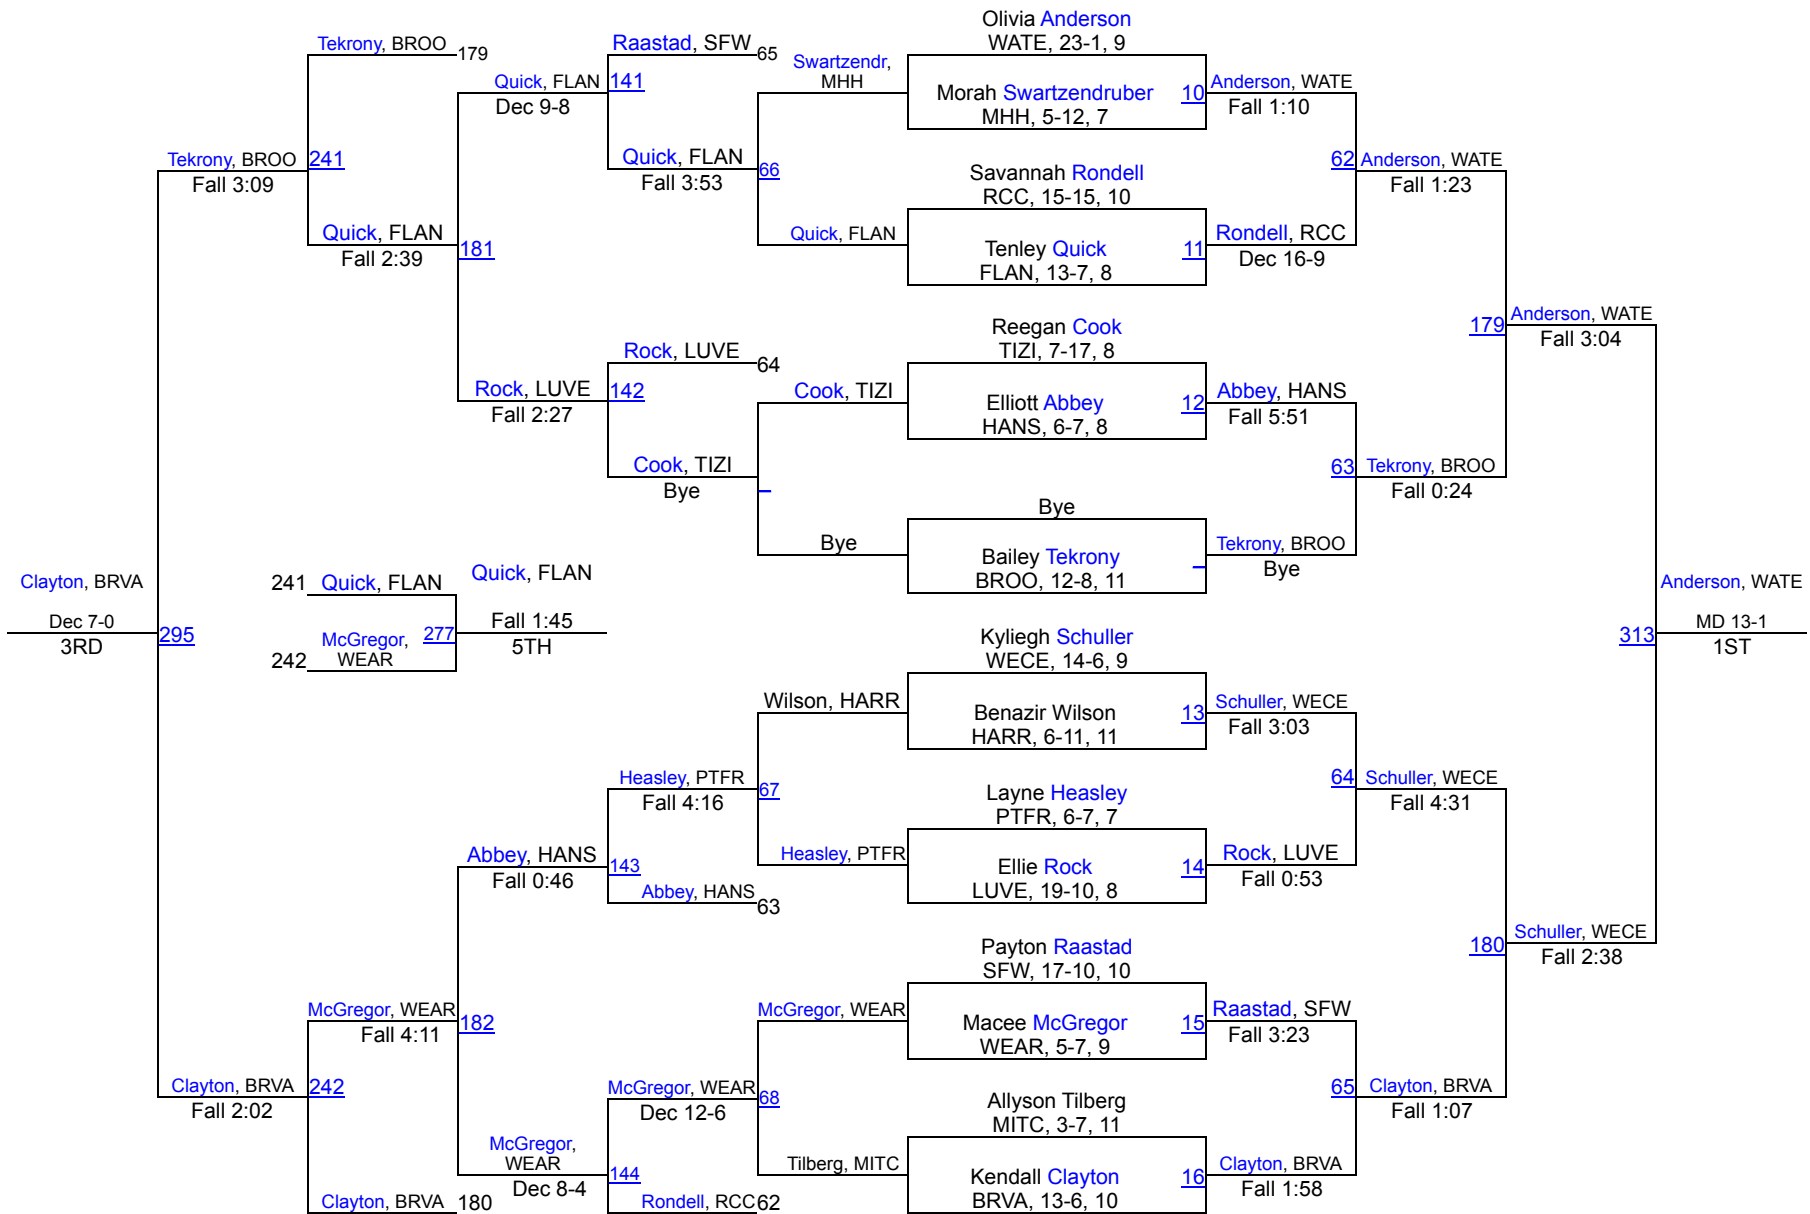 Olivia Anderson
WATE, 23-1, 9
Tekrony, BROO
179
Raastad, SFW
65
Swartzendr,
MHH
Quick, FLAN
141
Dec 9-8
Morah Swartzendruber
MHH, 5-12, 7
10
Anderson, WATE
Fall 1:10
Tekrony, BROO
241
Fall 3:09
Quick, FLAN
Fall 3:53
66
Savannah Rondell
RCC, 15-15, 10
62
Anderson, WATE
Fall 1:23
Quick, FLAN
Fall 2:39
181
Quick, FLAN
Tenley Quick
FLAN, 13-7, 8
11
Rondell, RCC
Dec 16-9
Reegan Cook
TIZI, 7-17, 8
179
Anderson, WATE
Fall 3:04
Rock, LUVE
64
Rock, LUVE
142
Fall 2:27
Cook, TIZI
Elliott Abbey
HANS, 6-7, 8
12
Abbey, HANS
Fall 5:51
Cook, TIZI
Bye
63
Tekrony, BROO
Fall 0:24
Bye
Bye
Bailey Tekrony
BROO, 12-8, 11
Tekrony, BROO
Bye
Clayton, BRVA
Dec 7-0
3RD
295
241
Quick, FLAN
Quick, FLAN
Fall 1:45
5TH
McGregor,
WEAR
277
242
Anderson, WATE
313
MD 13-1
1ST
Kyliegh Schuller
WECE, 14-6, 9
Wilson, HARR
Benazir Wilson
HARR, 6-11, 11
13
Schuller, WECE
Fall 3:03
Heasley, PTFR
Fall 4:16
67
Layne Heasley
PTFR, 6-7, 7
64
Schuller, WECE
Fall 4:31
Abbey, HANS
Fall 0:46
143
Heasley, PTFR
Ellie Rock
LUVE, 19-10, 8
14
Rock, LUVE
Fall 0:53
Abbey, HANS
63
Payton Raastad
SFW, 17-10, 10
180
Schuller, WECE
Fall 2:38
McGregor, WEAR
182
Fall 4:11
McGregor, WEAR
Macee McGregor
WEAR, 5-7, 9
15
Raastad, SFW
Fall 3:23
Clayton, BRVA
242
Fall 2:02
McGregor, WEAR
Dec 12-6
68
Allyson Tilberg
MITC, 3-7, 11
65
Clayton, BRVA
Fall 1:07
McGregor,
WEAR
Dec 8-4
144
Tilberg, MITC
Kendall Clayton
BRVA, 13-6, 10
16
Clayton, BRVA
Fall 1:58
Clayton, BRVA
180
Rondell, RCC
62